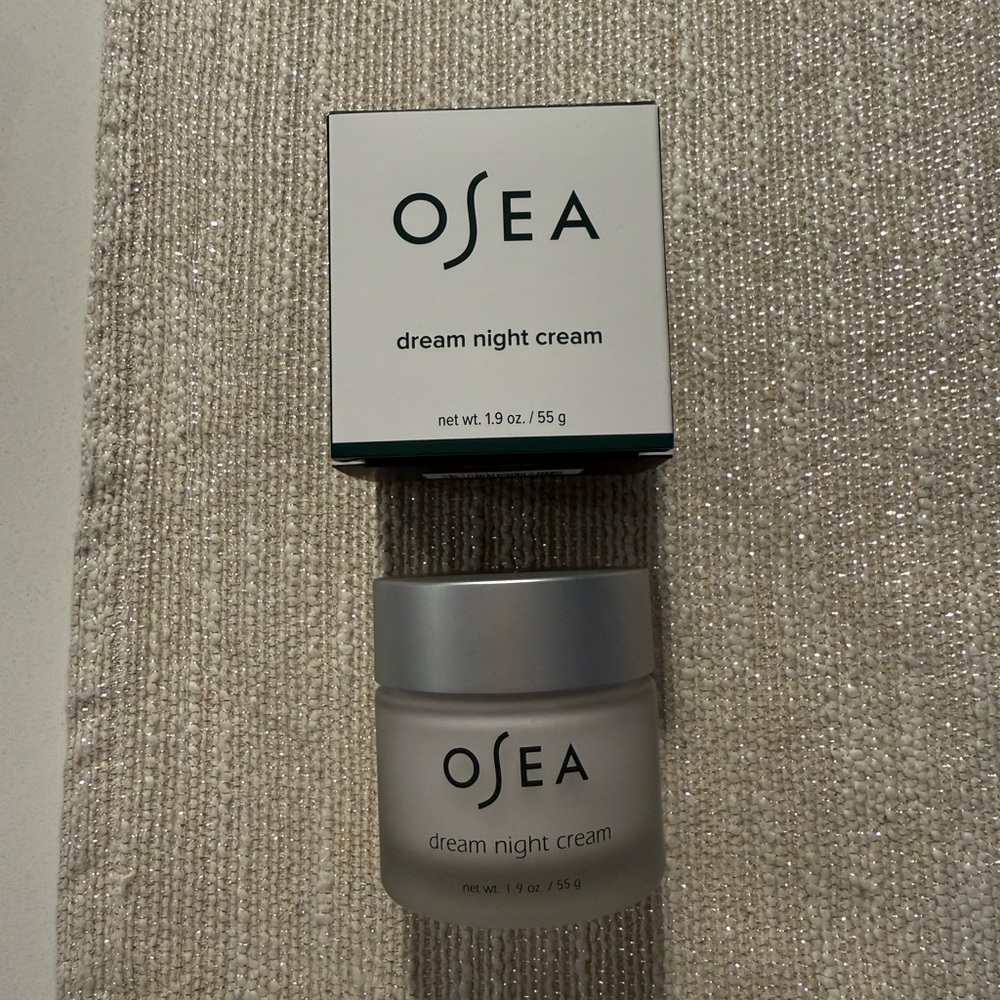 OSEA
dream night cream
net wt. 1.9 oz. / 55 g
OSEA
dream night cream
net wt. 1.9 oz. / 55 g